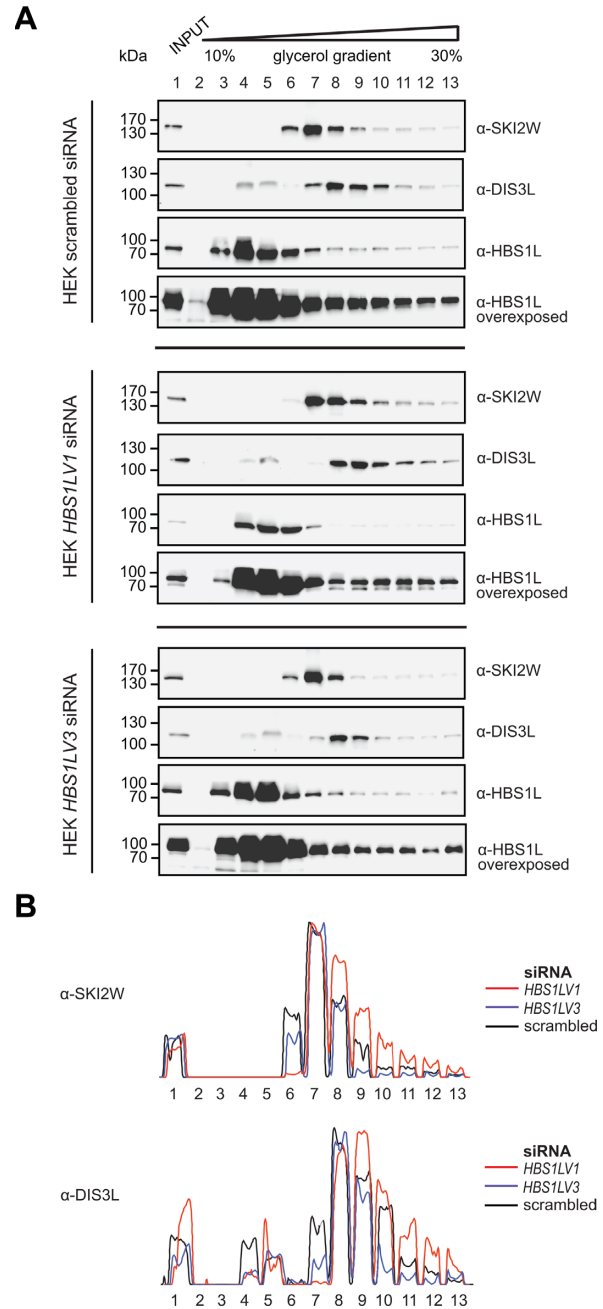 A
INPUT
kDa
10% glycerol gradient 30%
1 2 3 4 5 6 7 8 9 10 11 12 13
HEK scrambled siRNA
170
130
α-SKI2W
130
100
α-DIS3L
100
70
α-HBS1L
100
70
α-HBS1L
overexposed
HEK HBS1LV1 siRNA
170
130
α-SKI2W
130
100
α-DIS3L
100
70
α-HBS1L
100
70
α-HBS1L
overexposed
HEK HBS1LV3 siRNA
170
130
α-SKI2W
130
100
α-DIS3L
100
70
α-HBS1L
100
70
α-HBS1L
overexposed
B
α-SKI2W
siRNA
HBS1LV1
HBS1LV3
scrambled
1 2 3 4 5 6 7 8 9 10 11 12 13
α-DIS3L
siRNA
HBS1LV1
HBS1LV3
scrambled
1 2 3 4 5 6 7 8 9 10 11 12 13